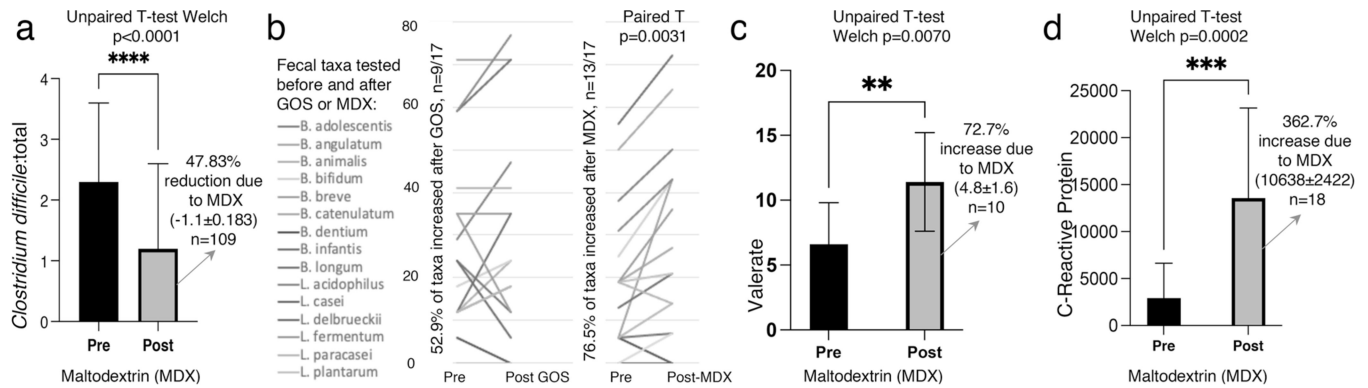 a
Unpaired T-test Welch
p<0.0001
****
Clostridium difficile:total
4
3
2
1
0
47.83%
reduction due
to MDX
(-1.1±0.183)
n=109
Pre
Post
Maltodextrin (MDX)
b
Fecal taxa tested
before and after
GOS or MDX:
B. adolescentis
B. angulatum
B. animalis
B. bifidum
B. breve
B. catenulatum
B. dentium
B. infantis
B. longum
L. acidophilus
L. casei
L. delbrueckii
L. fermentum
L. paracasei
L. plantarum
80
60
40
20
0
52.9% of taxa increased after GOS, n=9/17
Pre
Post GOS
Paired T
p=0.0031
76.5% of taxa increased after MDX, n=13/17
Pre
Post-MDX
c
Unpaired T-test
Welch p=0.0070
**
Valerate
20
15
10
5
0
72.7%
increase due
to MDX
(4.8±1.6)
n=10
Pre
Post
Maltodextrin (MDX)
d
Unpaired T-test
Welch p=0.0002
***
C-Reactive Protein
25000
20000
15000
10000
5000
0
362.7%
increase due
to MDX
(10638±2422)
n=18
Pre
Post
Maltodextrin (MDX)